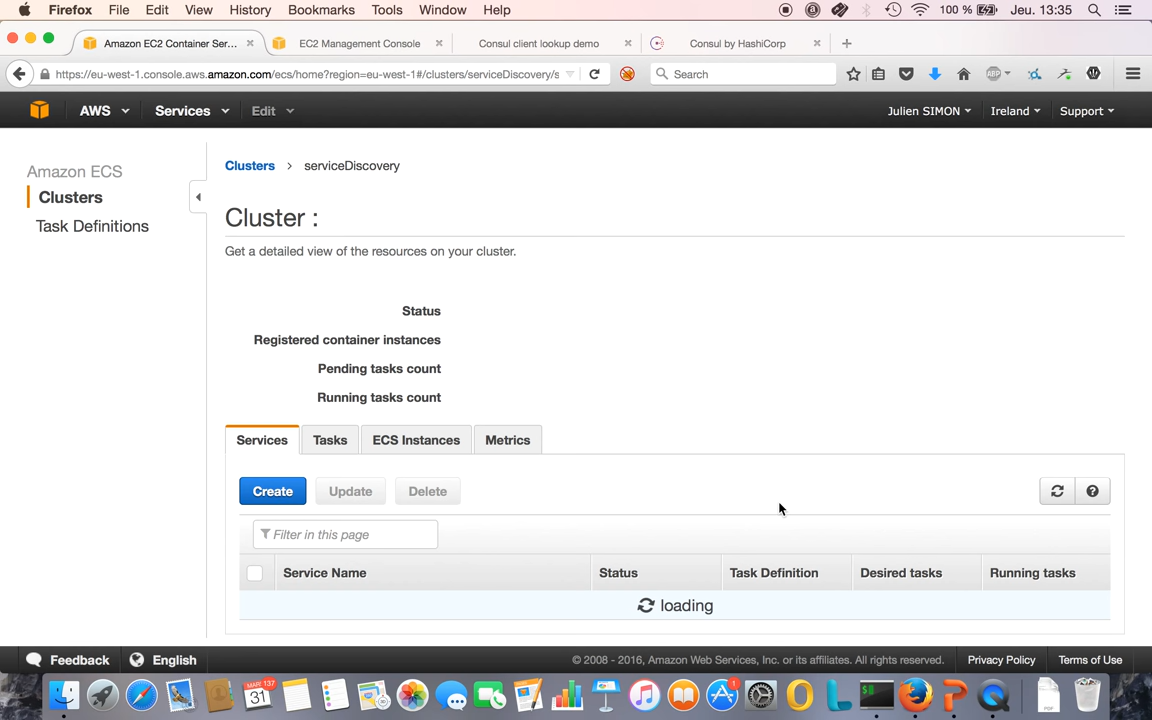 Firefox File Edit View History Bookmarks Tools Window Help 100 % Jeu. 13:35
Amazon EC2 Container Ser... EC2 Management Console Consul client lookup demo Consul by HashiCorp
https://eu-west-1.console.aws.amazon.com/ecs/home?region=eu-west-1#/clusters/serviceDiscovery/s Search ABP
AWS Services Edit Julien SIMON Ireland Support
Amazon ECS
Clusters
Task Definitions
Clusters > serviceDiscovery
Cluster :
Get a detailed view of the resources on your cluster.
Status
Registered container instances
Pending tasks count
Running tasks count
Services Tasks ECS Instances Metrics
Create Update Delete
Filter in this page
Service Name Status Task Definition Desired tasks Running tasks
loading
Feedback English © 2008 - 2016, Amazon Web Services, Inc. or its affiliates. All rights reserved. Privacy Policy Terms of Use
31
1
PDF